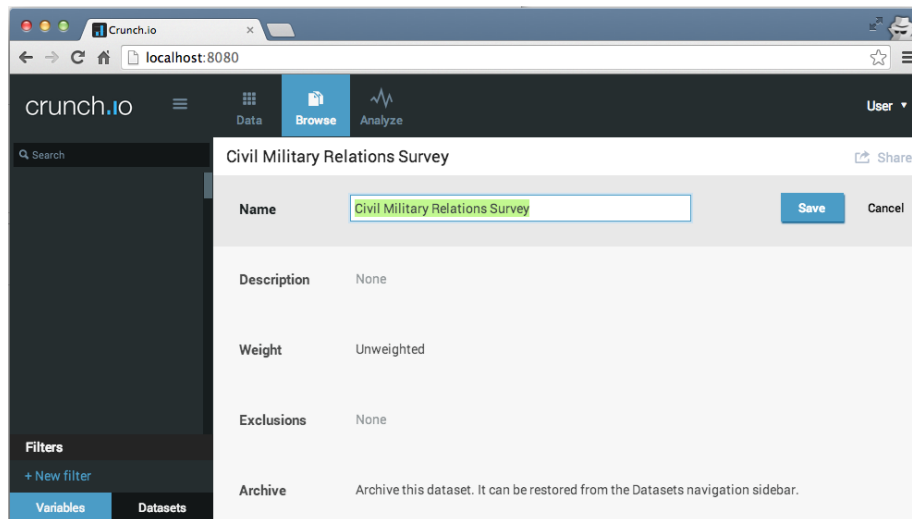 Crunch.io
localhost:8080
crunch.io
Data
Browse
Analyze
User
Search
Civil Military Relations Survey
Share
Name
Civil Military Relations Survey
Save
Cancel
Description
None
Weight
Unweighted
Exclusions
None
Filters
+ New filter
Archive
Archive this dataset. It can be restored from the Datasets navigation sidebar.
Variables
Datasets